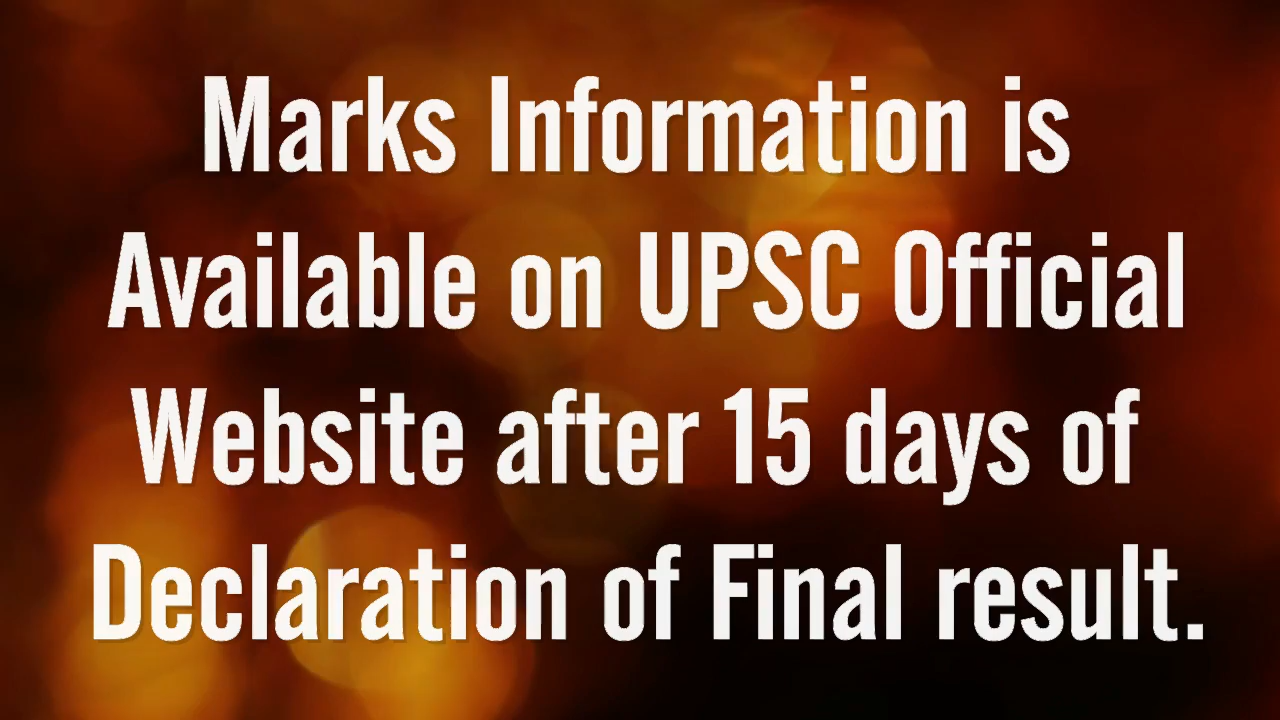 Marks Information is
Available on UPSC Official
Website after 15 days of
Declaration of Final result.